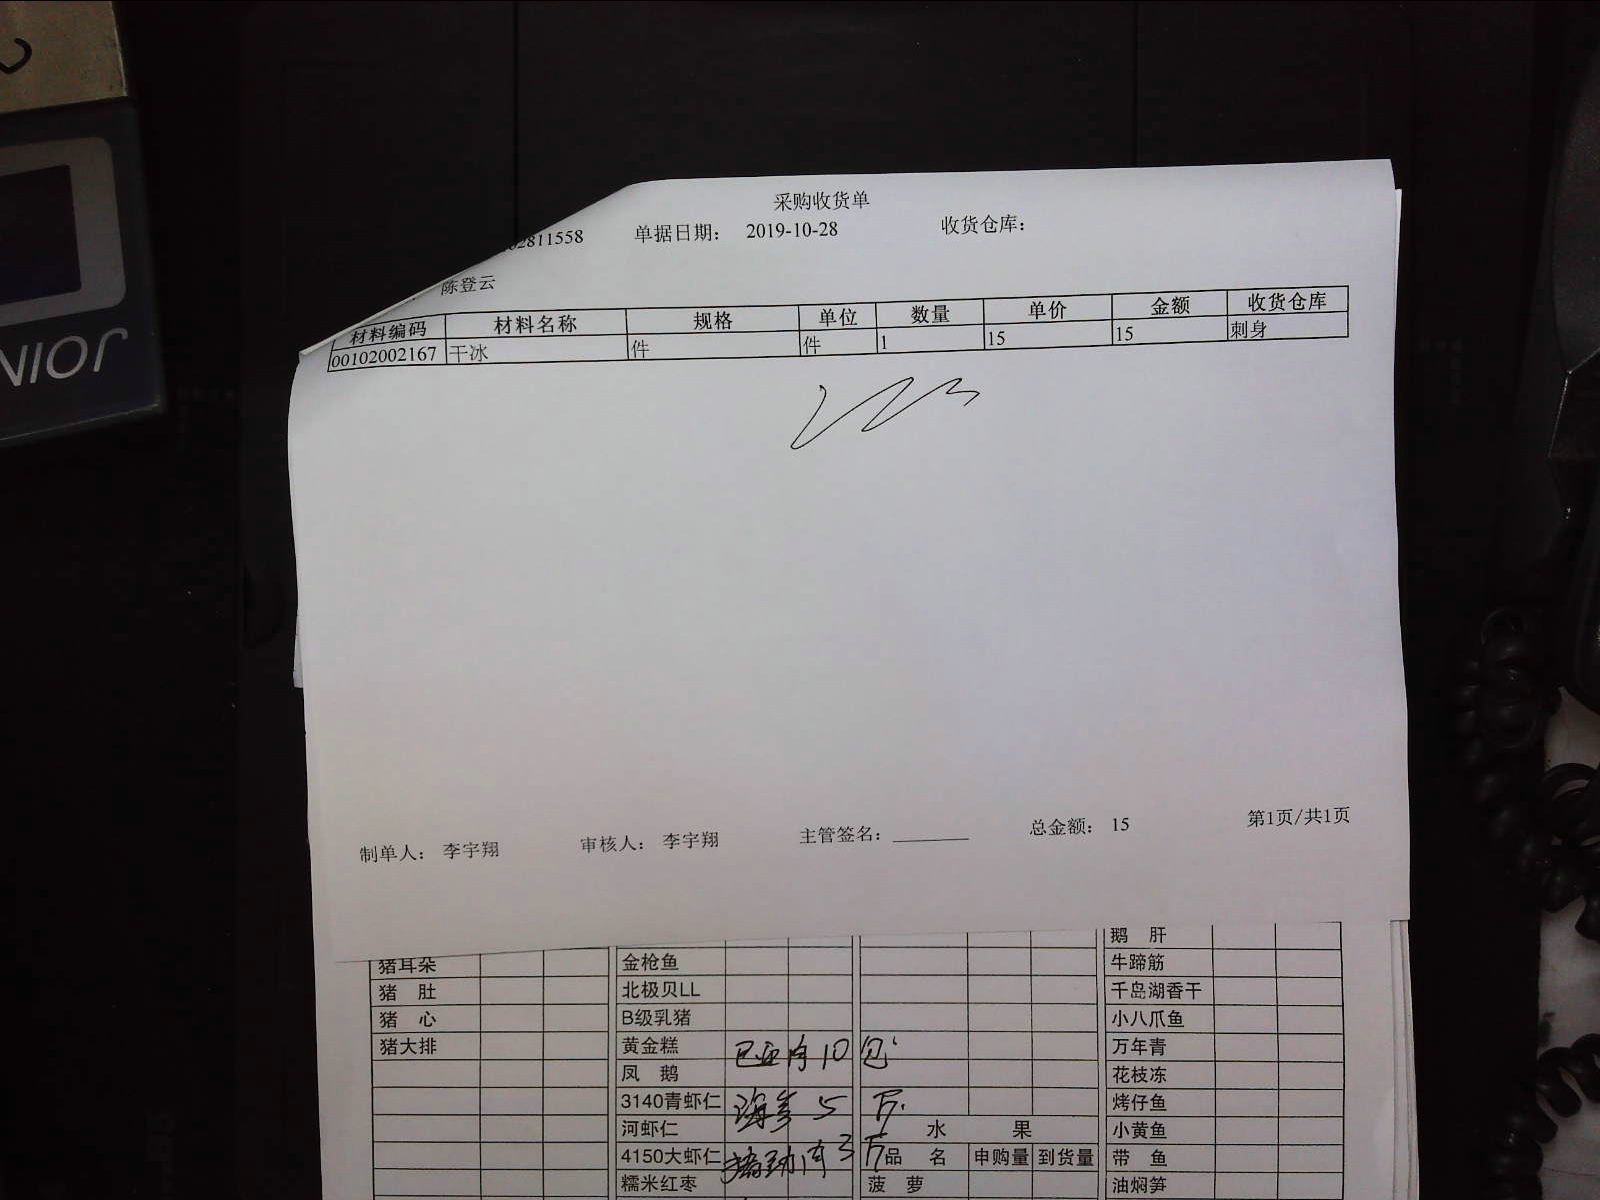 采购收货单
02811558 单据日期： 2019-10-28 收货仓库：
陈登云
材料编码 材料名称 规格 单位 数量 单价 金额 收货仓库
00102002167 干冰 件 件 1 15 15 刺身
制单人： 李宇翔 审核人： 李宇翔 主管签名： 总金额： 15 第1页/共1页
鹅 肝
猪耳朵 金枪鱼 牛蹄筋
猪 肚 北极贝LL 千岛湖香干
猪 心 B级乳猪 小八爪鱼
猪大排 黄金糕 10包 万年青
凤 鹅 花枝冻
3140青虾仁 海参 5 烤仔鱼
河虾仁 水 果 小黄鱼
4150大虾仁 3 品 名 申购量 到货量 带 鱼
糯米红枣 菠 萝 油焖笋
JOINIOR